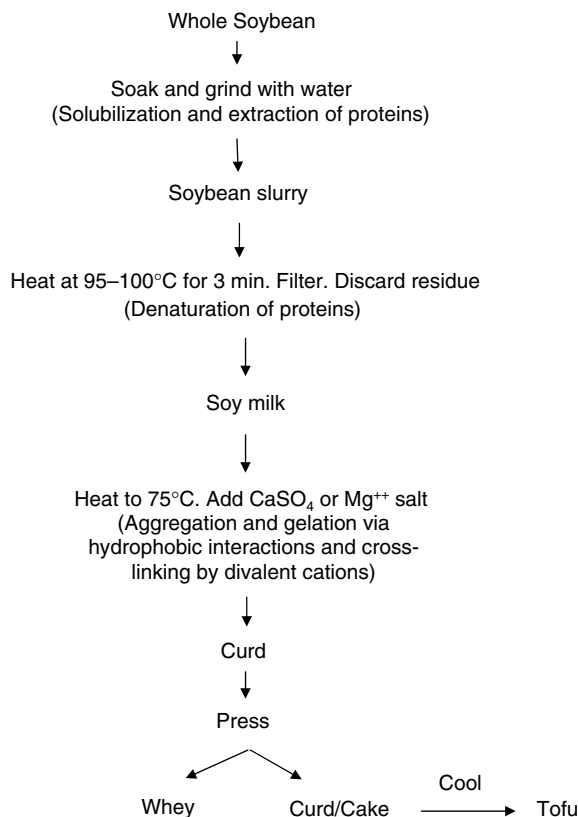 Whole Soybean
Soak and grind with water
(Solubilization and extraction of proteins)
Soybean slurry
Heat at 95–100°C for 3 min. Filter. Discard residue
(Denaturation of proteins)
Soy milk
Heat to 75°C. Add CaSO₄ or Mg⁺⁺ salt
(Aggregation and gelation via
hydrophobic interactions and cross-
linking by divalent cations)
Curd
Press
Cool
Whey Curd/Cake Tofu